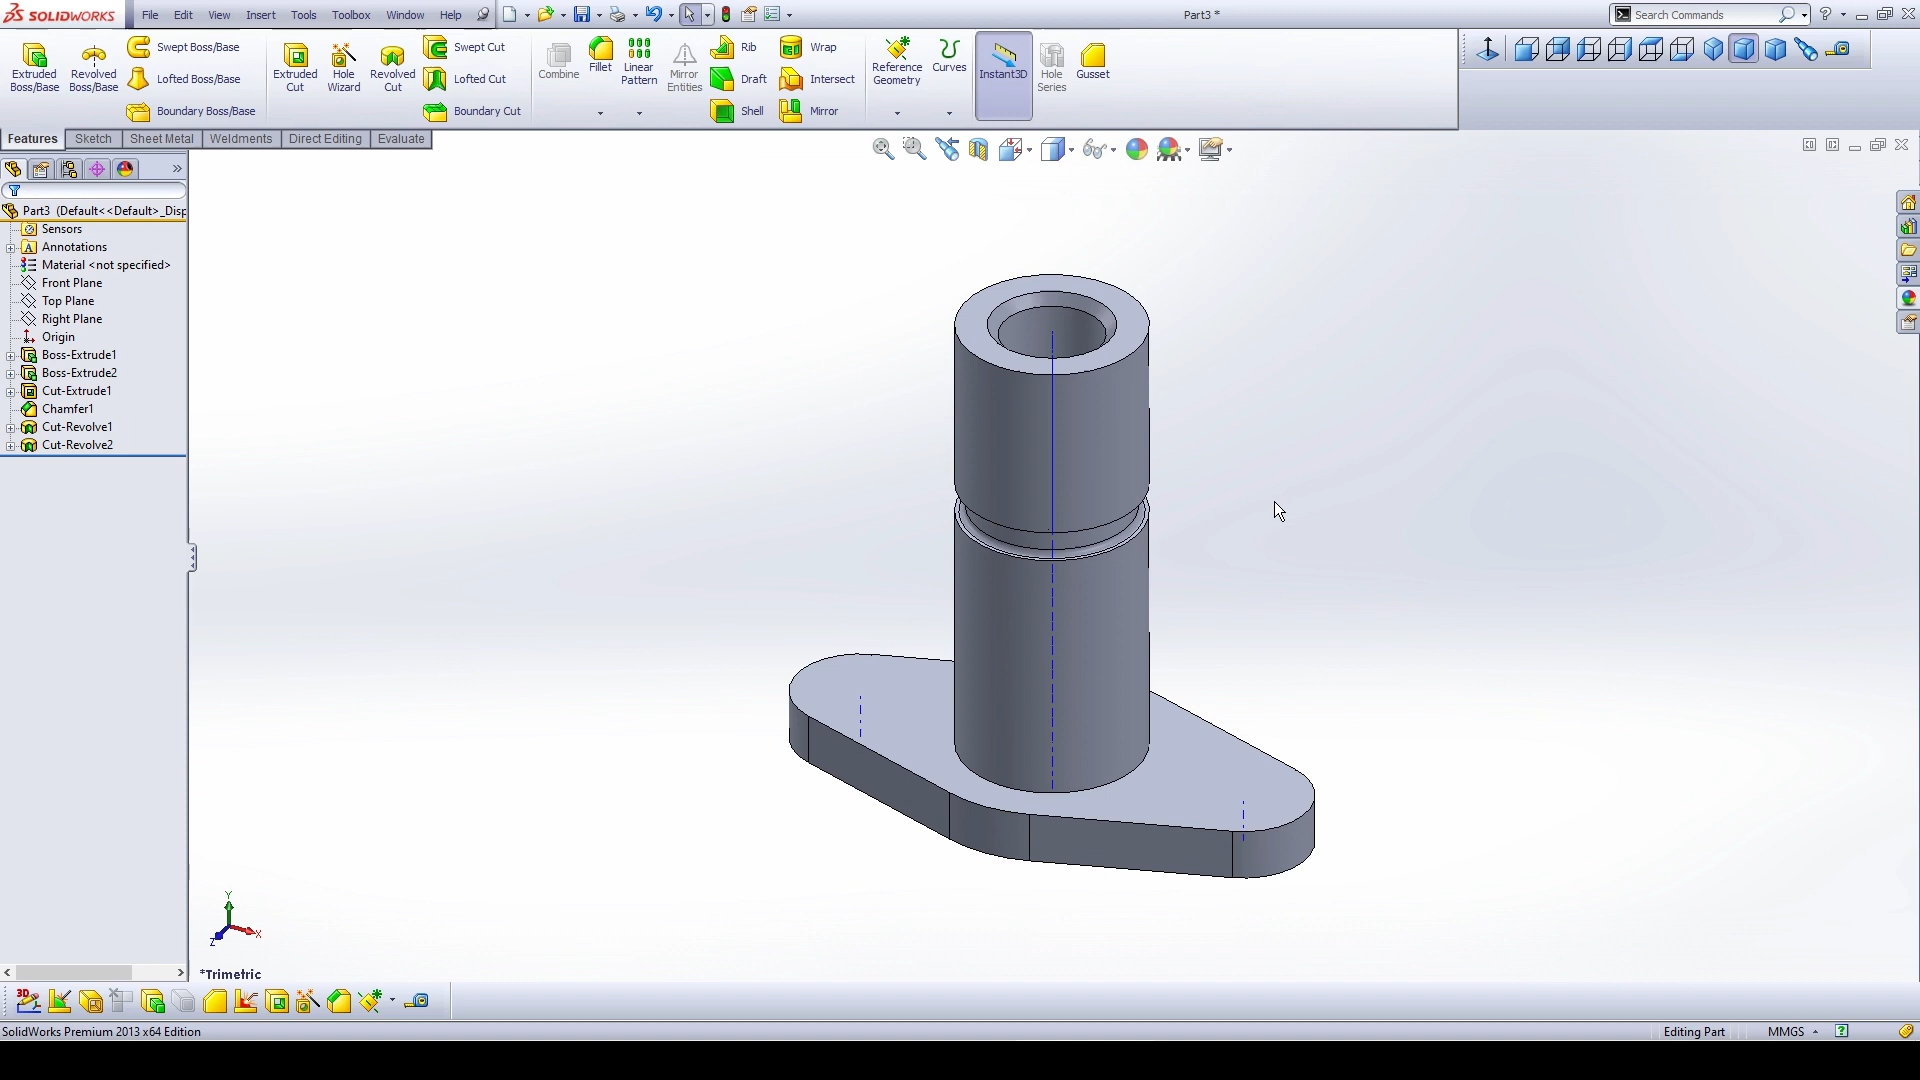 SOLIDWORKS File Edit View Insert Tools Toolbox Window Help Part3 * Search Commands
Extruded Boss/Base
Revolved Boss/Base
Swept Boss/Base
Lofted Boss/Base
Boundary Boss/Base
Extruded Cut
Hole Wizard
Revolved Cut
Swept Cut
Lofted Cut
Boundary Cut
Combine
Fillet
Linear Pattern
Mirror Entities
Rib
Draft
Shell
Wrap
Intersect
Mirror
Reference Geometry
Curves
Instant3D
Hole Series
Gusset
Features Sketch Sheet Metal Weldments Direct Editing Evaluate
Part3 (Default<<Default>_Disp
Sensors
Annotations
Material <not specified>
Front Plane
Top Plane
Right Plane
Origin
Boss-Extrude1
Boss-Extrude2
Cut-Extrude1
Chamfer1
Cut-Revolve1
Cut-Revolve2
Y
X
Z
*Trimetric
3D
SolidWorks Premium 2013 x64 Edition Editing Part MMGS